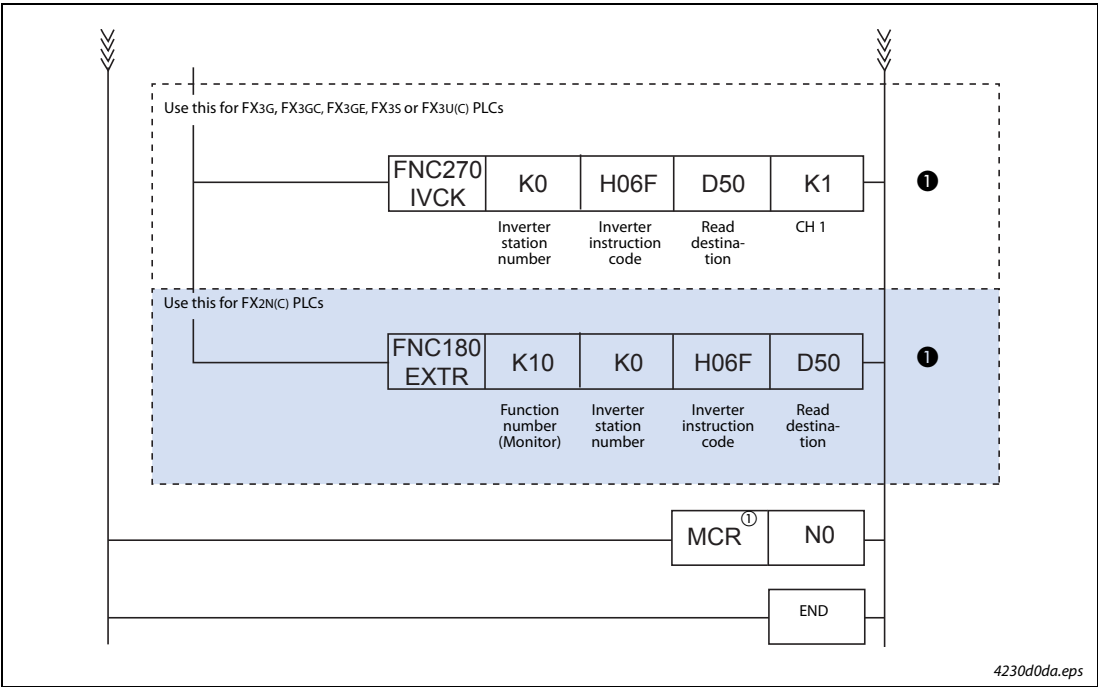 Use this for FX3G, FX3GC, FX3GE, FX3S or FX3U(C) PLCs
FNC270 IVCK K0 H06F D50 K1 ❶
Inverter station number
Inverter instruction code
Read destina-tion
CH 1
Use this for FX2N(C) PLCs
FNC180 EXTR K10 K0 H06F D50 ❶
Function number (Monitor)
Inverter station number
Inverter instruction code
Read destina-tion
MCR① N0
END
4230d0da.eps